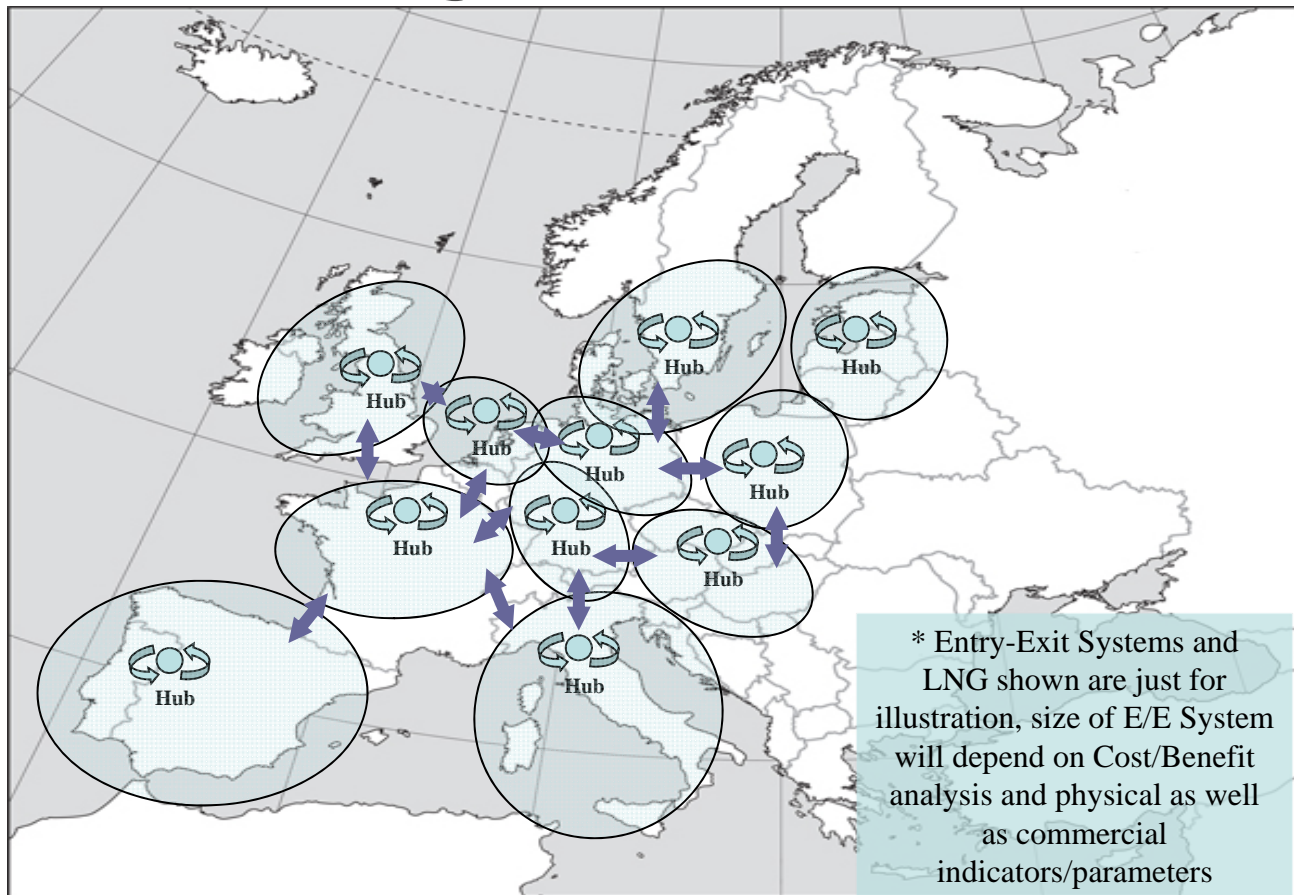 Hub
Hub
Hub
Hub
Hub
Hub
Hub
Hub
Hub
Hub
Hub
* Entry-Exit Systems and
LNG shown are just for
illustration, size of E/E System
will depend on Cost/Benefit
analysis and physical as well
as commercial
indicators/parameters